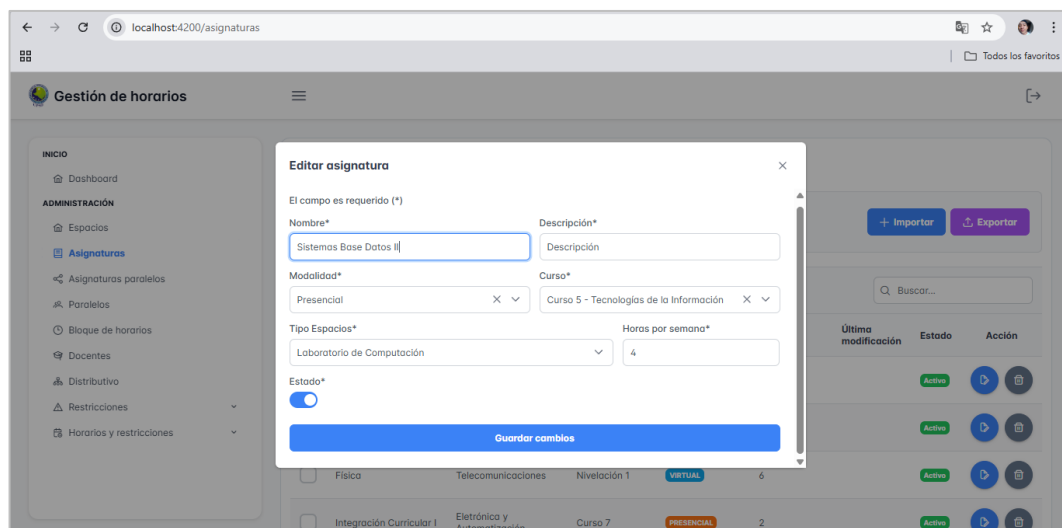 localhost:4200/asignaturas
Todos los favoritos
Gestión de horarios
INICIO
Dashboard
ADMINISTRACIÓN
Espacios
Asignaturas
Asignaturas paralelos
Paralelos
Bloque de horarios
Docentes
Distributivo
Restricciones
Horarios y restricciones
Editar asignatura
El campo es requerido (*)
Nombre* Descripción*
Sistemas Base Datos II Descripción
Modalidad* Curso*
Presencial Curso 5 - Tecnologías de la Información
Tipo Espacios* Horas por semana*
Laboratorio de Computación 4
Estado*
Guardar cambios
+ Importar Exportar
Buscar...
Última modificación Estado Acción
Activo
Activo
Física Telecomunicaciones Nivelación 1 VIRTUAL 6 Activo
Integración Curricular I Eletrónica y Automatización Curso 7 PRESENCIAL 2 Activo